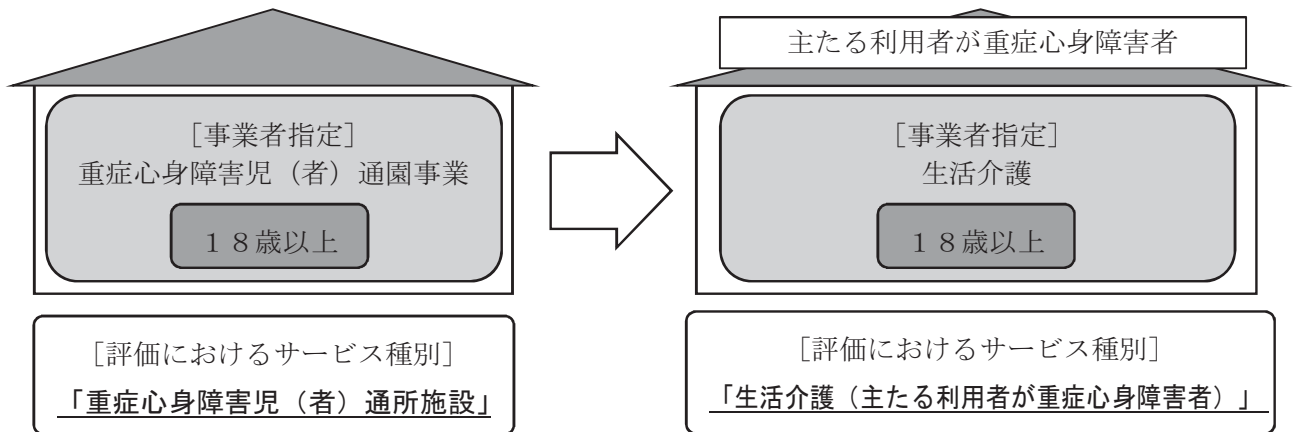 [事業者指定]
重症心身障害児（者）通園事業
１８歳以上
[評価におけるサービス種別]
「重症心身障害児（者）通所施設」
主たる利用者が重症心身障害者
[事業者指定]
生活介護
１８歳以上
[評価におけるサービス種別]
「生活介護（主たる利用者が重症心身障害者）」